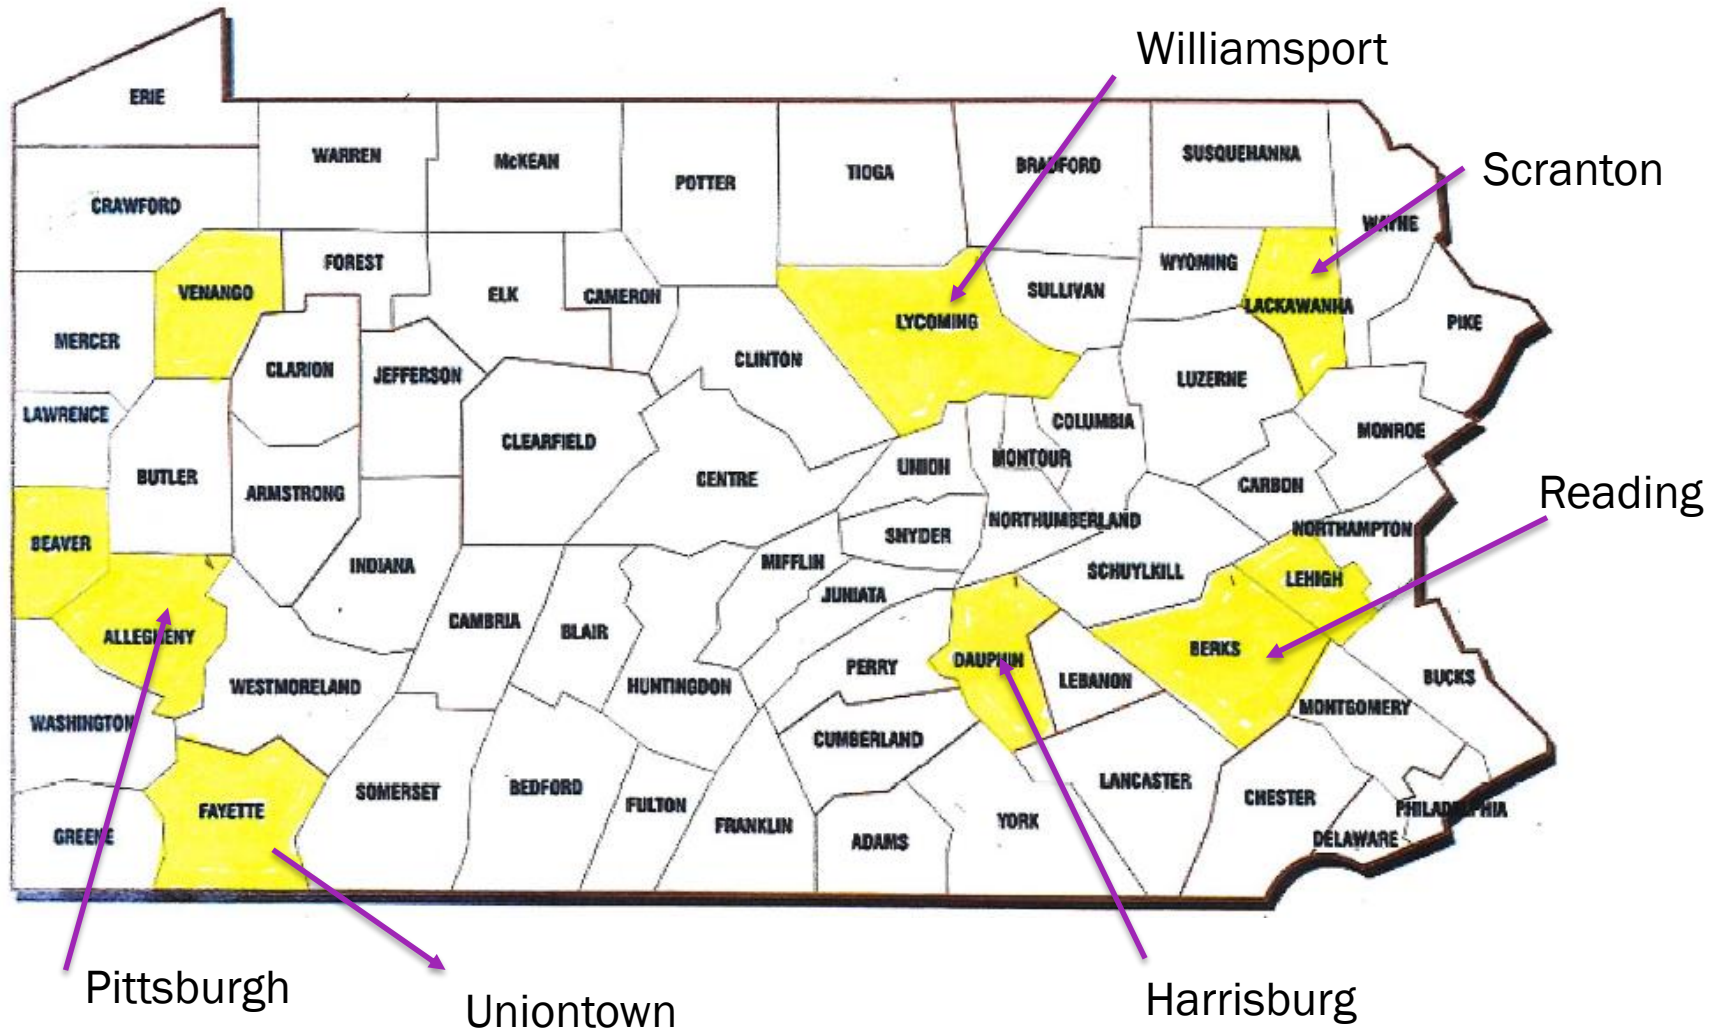 Williamsport
ERIE
WARREN
McKEAN
POTTER
TIOGA
BRADFORD
SUSQUEHANNA
Scranton
CRAWFORD
WAYNE
VENANGO
FOREST
ELK
CAMERON
LYCOMING
SULLIVAN
WYOMING
LACKAWANNA
PIKE
MERCER
CLARION
JEFFERSON
CLINTON
LUZERNE
LAWRENCE
CLEARFIELD
COLUMBIA
MONROE
BUTLER
ARMSTRONG
CENTRE
UNION
MONTOUR
CARBON
Reading
BEAVER
INDIANA
MIFFLIN
SNYDER
NORTHUMBERLAND
NORTHAMPTON
JUNIATA
SCHUYLKILL
LEHIGH
ALLEGHENY
CAMBRIA
BLAIR
BERKS
WESTMORELAND
HUNTINGDON
PERRY
DAUPHIN
LEBANON
BUCKS
WASHINGTON
CUMBERLAND
MONTGOMERY
FAYETTE
SOMERSET
BEDFORD
FULTON
LANCASTER
CHESTER
PHILADELPHIA
GREENE
FRANKLIN
ADAMS
YORK
DELAWARE
Pittsburgh
Uniontown
Harrisburg